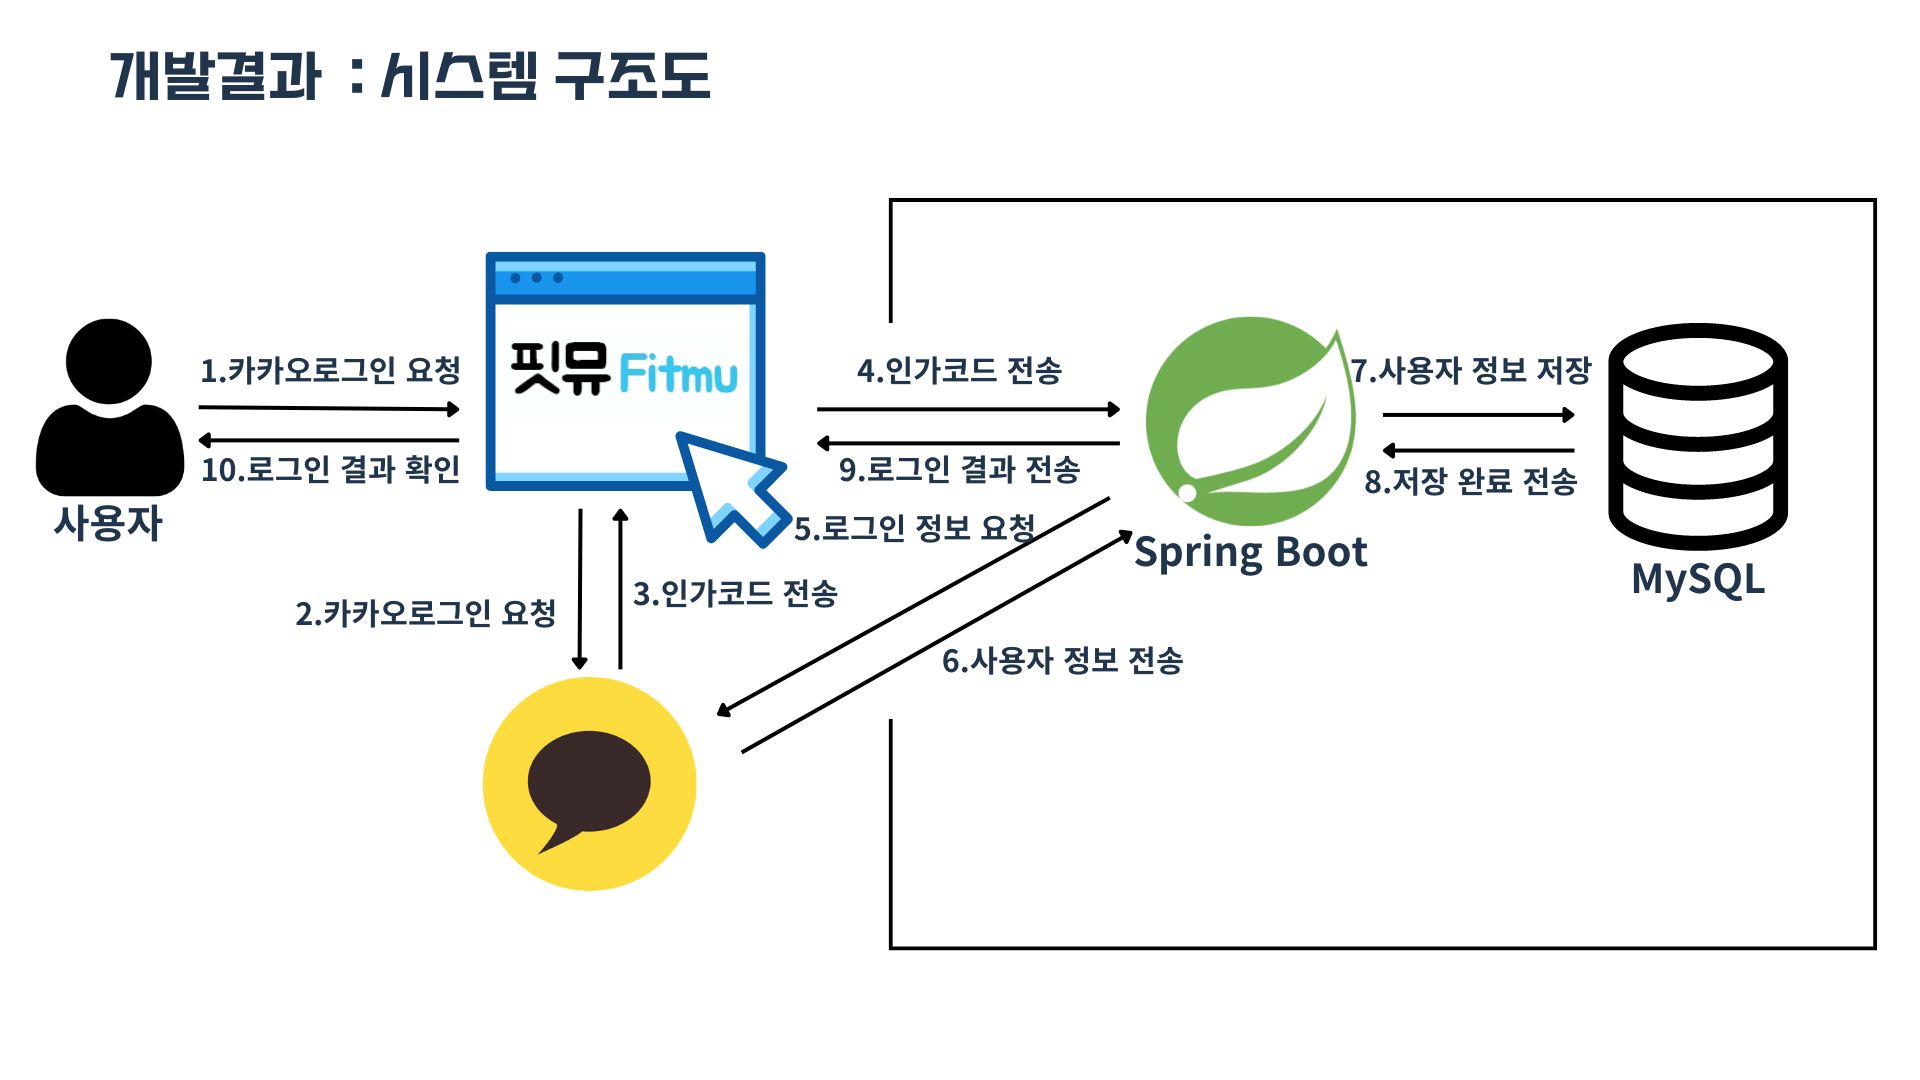 개발결과 : 시스템 구조도
핏뮤 Fitmu
1.카카오로그인 요청
10.로그인 결과 확인
사용자
2.카카오로그인 요청
3.인가코드 전송
4.인가코드 전송
9.로그인 결과 전송
5.로그인 정보 요청
6.사용자 정보 전송
Spring Boot
7.사용자 정보 저장
8.저장 완료 전송
MySQL